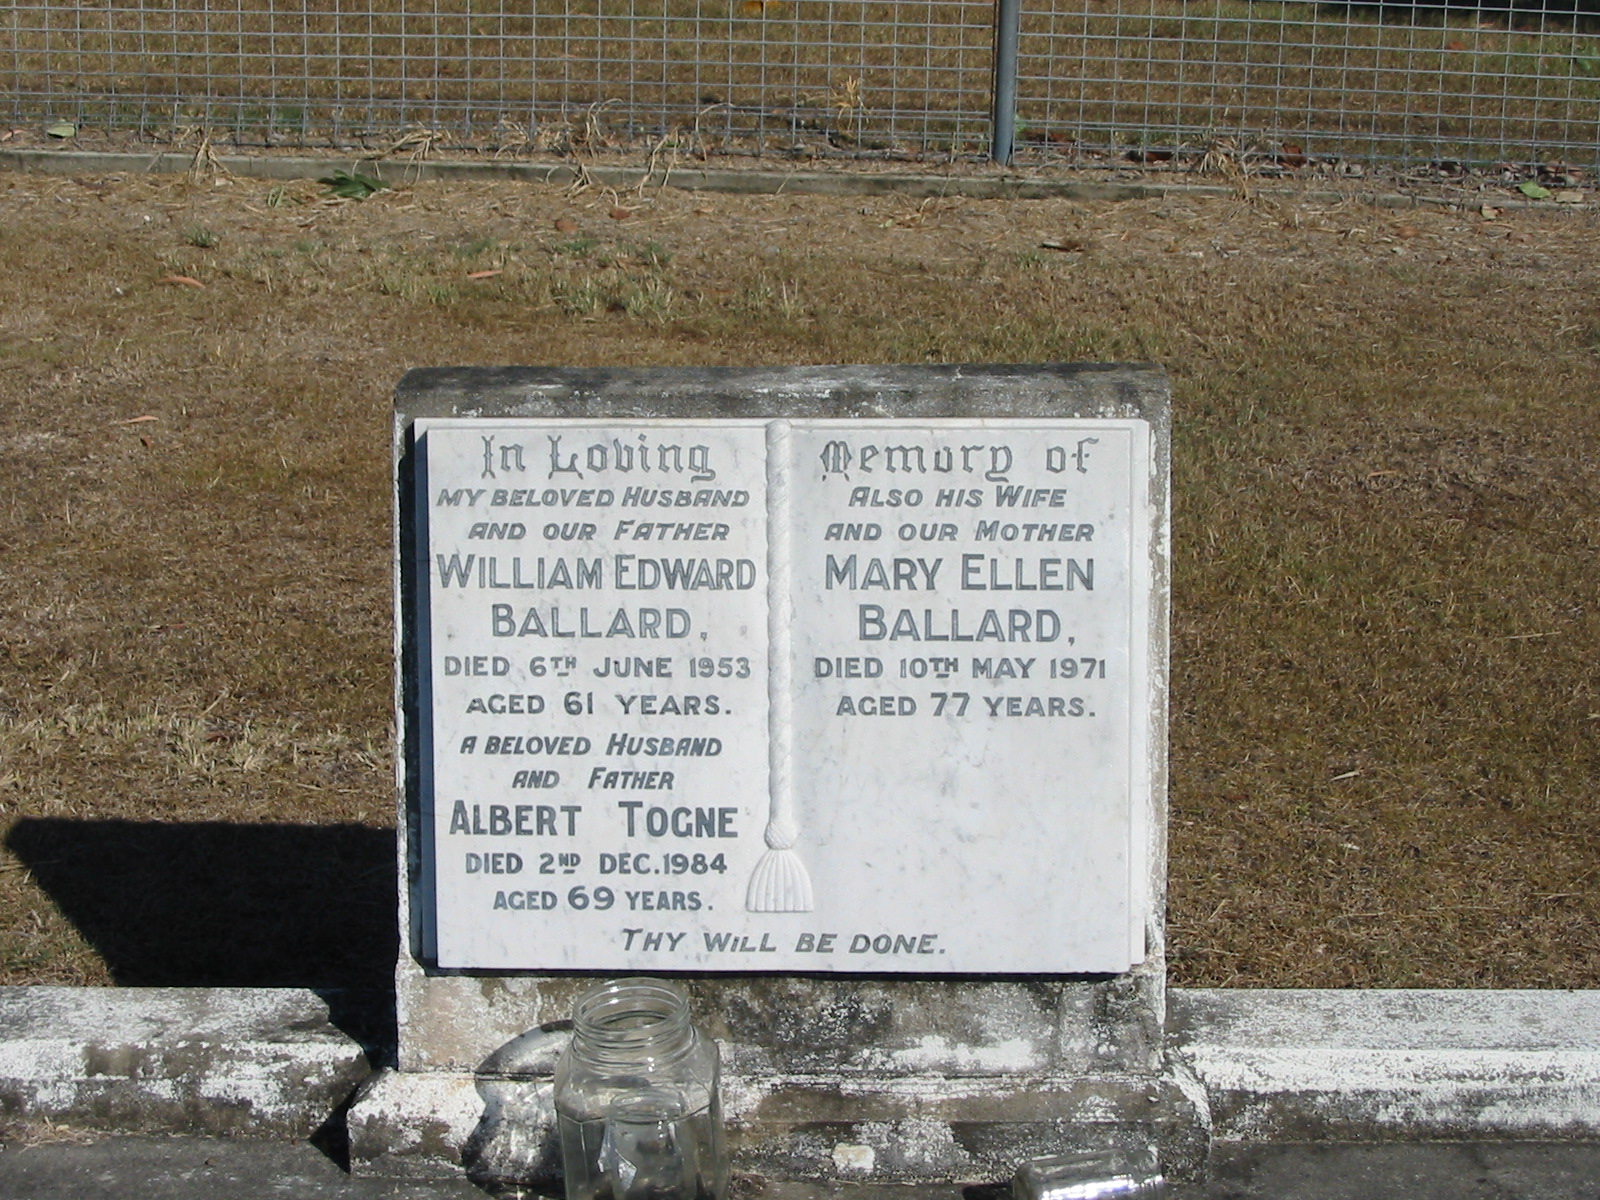 In Loving Memory of
MY BELOVED HUSBAND
AND OUR FATHER
WILLIAM EDWARD
BALLARD,
DIED 6TH JUNE 1953
AGED 61 YEARS.
A BELOVED HUSBAND
AND FATHER
ALBERT TOGNE
DIED 2ND DEC. 1984
AGED 69 YEARS.
ALSO HIS WIFE
AND OUR MOTHER
MARY ELLEN
BALLARD,
DIED 10TH MAY 1971
AGED 77 YEARS.
THY WILL BE DONE.